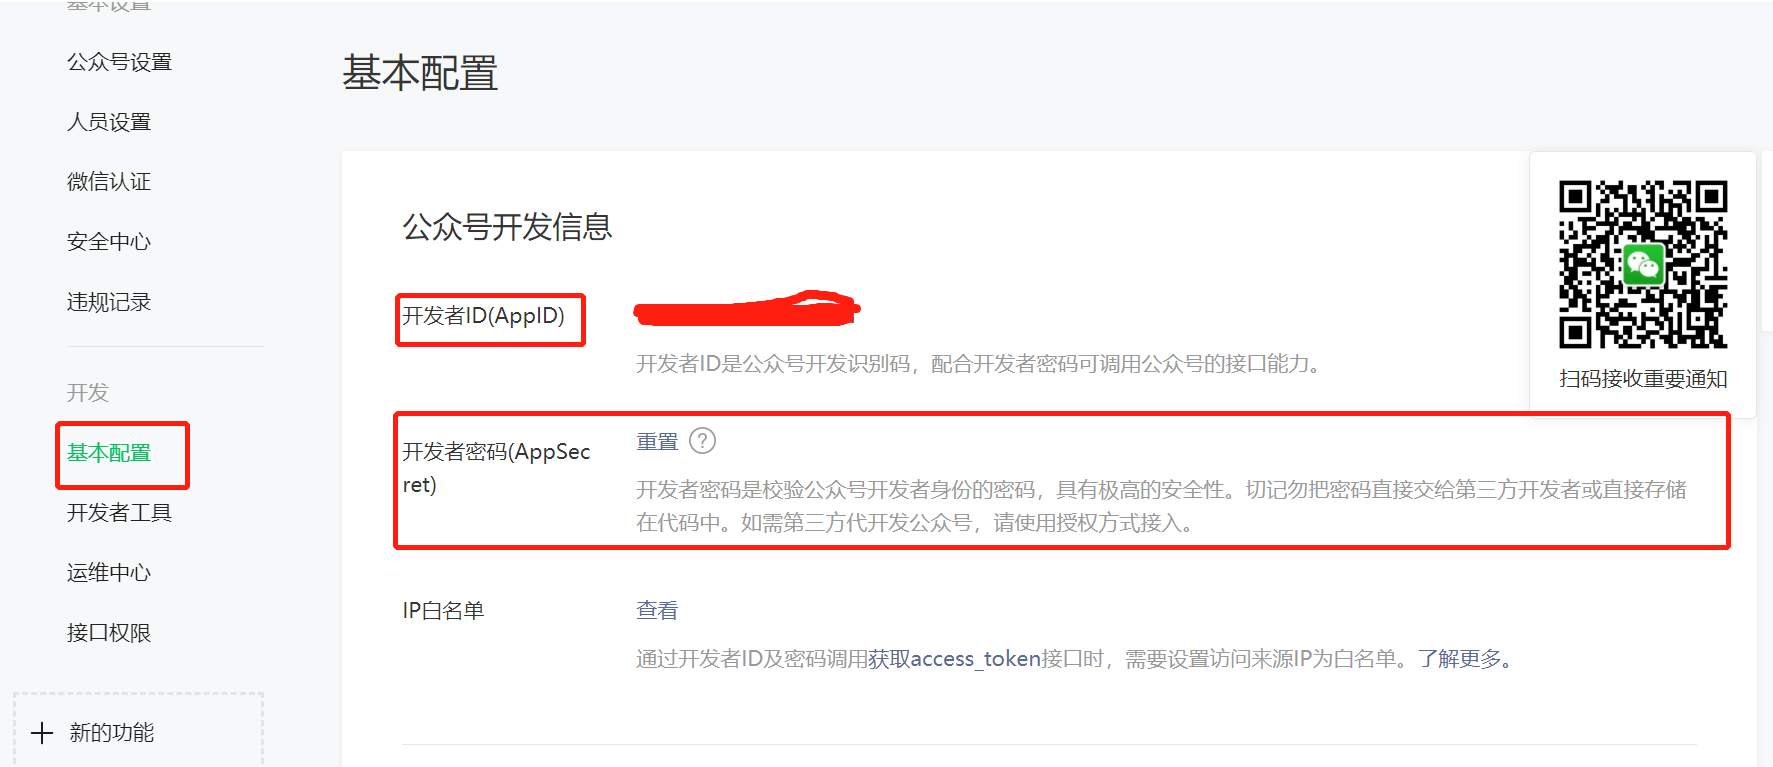 基本设置
公众号设置
人员设置
微信认证
安全中心
违规记录
开发
基本配置
开发者工具
运维中心
接口权限
新的功能
基本配置
公众号开发信息
开发者ID(AppID)
开发者ID是公众号开发识别码，配合开发者密码可调用公众号的接口能力。
开发者密码(AppSec
ret)
重置 ?
开发者密码是校验公众号开发者身份的密码，具有极高的安全性。切记勿把密码直接交给第三方开发者或直接存储
在代码中。如需第三方代开发公众号，请使用授权方式接入。
IP白名单
查看
通过开发者ID及密码调用获取access_token接口时，需要设置访问来源IP为白名单。了解更多。
扫码接收重要通知